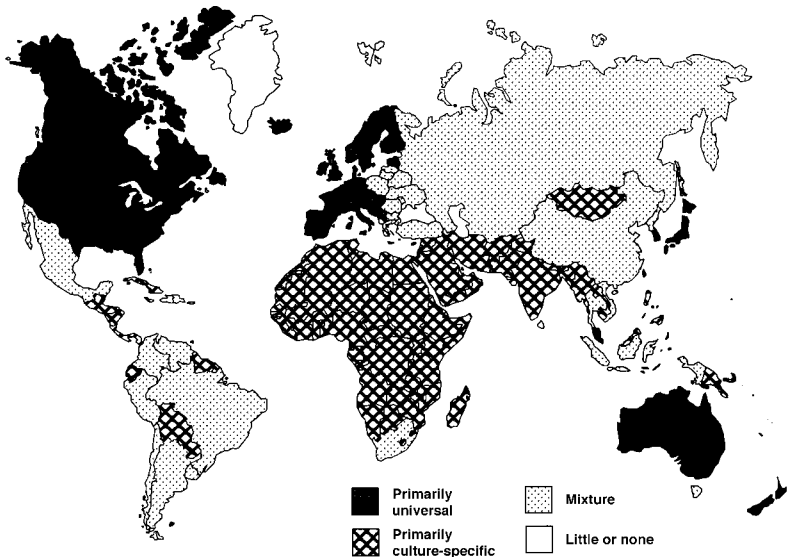 Primarily
universal
Mixture
Primarily
culture-specific
Little or none